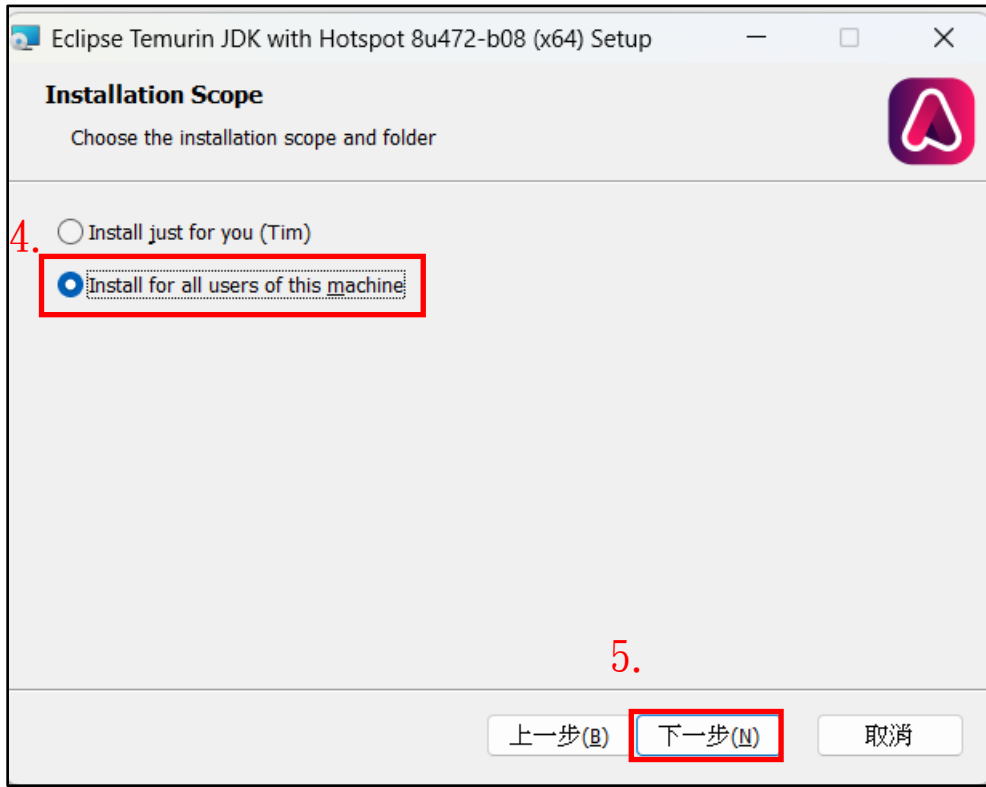 Eclipse Temurin JDK with Hotspot 8u472-b08 (x64) Setup
Installation Scope
Choose the installation scope and folder
4.
Install just for you (Tim)
Install for all users of this machine
5.
上一步(B)
下一步(N)
取消